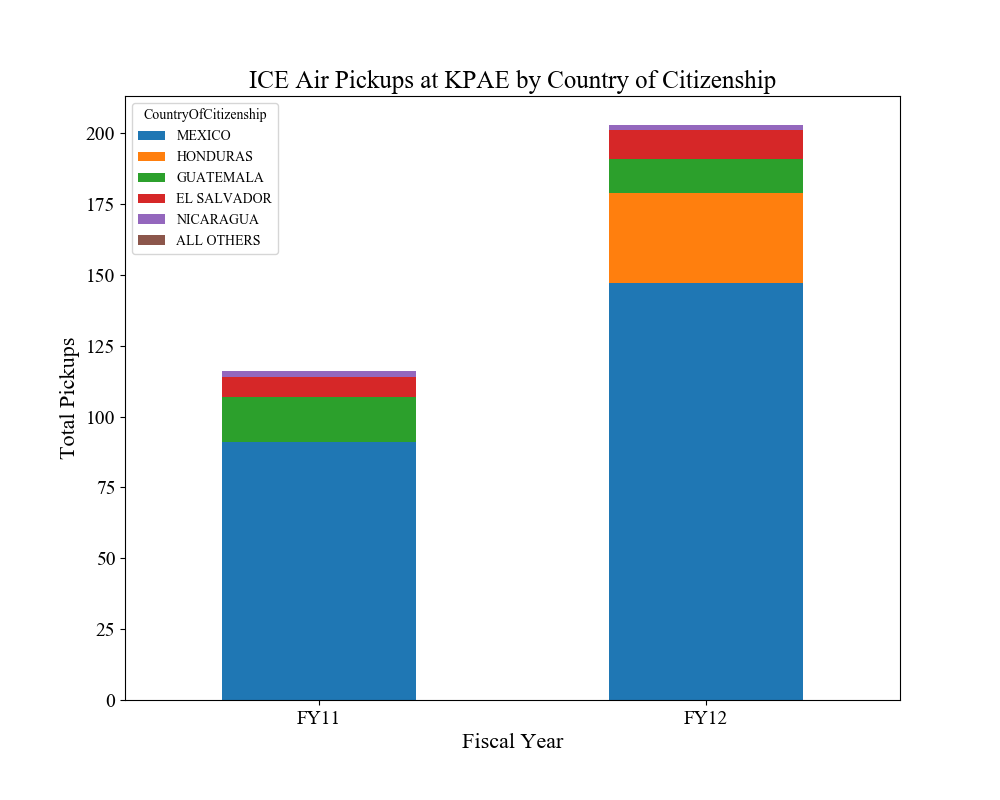 ICE Air Pickups at KPAE by Country of Citizenship
CountryOfCitizenship
MEXICO
HONDURAS
GUATEMALA
EL SALVADOR
NICARAGUA
ALL OTHERS
200
175
150
125
100
75
50
25
0
Total Pickups
FY11 FY12
Fiscal Year